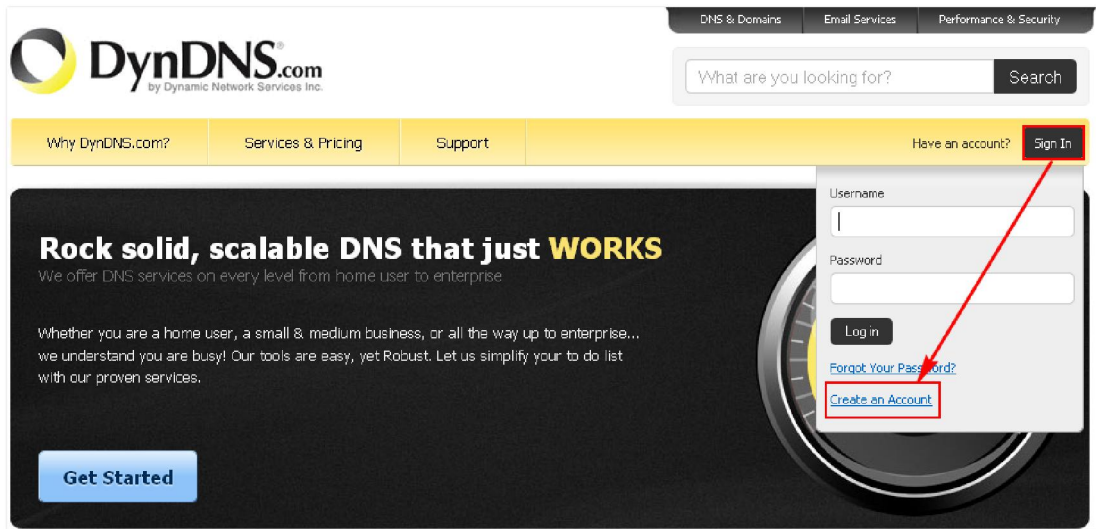 DNS & Domains
Email Services
Performance & Security
DynDNS®.com
by Dynamic Network Services Inc.
What are you looking for?
Search
Why DynDNS.com?
Services & Pricing
Support
Have an account?
Sign In
Username
Password
Log in
Forgot Your Password?
Create an Account
Rock solid, scalable DNS that just WORKS
We offer DNS services on every level from home user to enterprise
Whether you are a home user, a small & medium business, or all the way up to enterprise...
we understand you are busy! Our tools are easy, yet Robust. Let us simplify your to do list
with our proven services.
Get Started